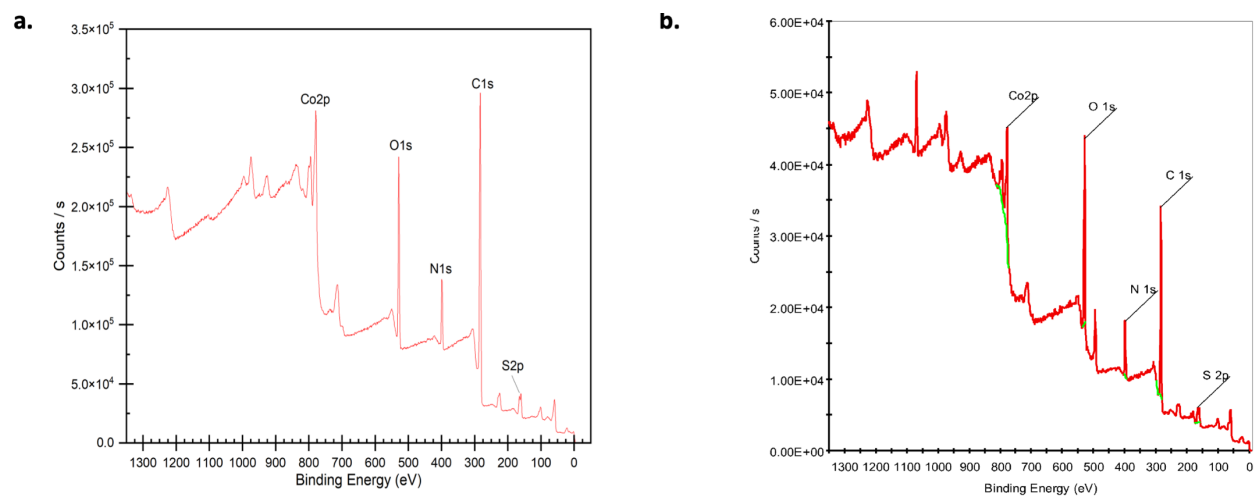 a.
3.5×10⁵
3.0×10⁵
2.5×10⁵
2.0×10⁵
1.5×10⁵
1.0×10⁵
5.0×10⁴
0.0
Counts / s
Co2p
O1s
N1s
C1s
S2p
1300 1200 1100 1000 900 800 700 600 500 400 300 200 100 0
Binding Energy (eV)
b.
6.00E+04
5.00E+04
4.00E+04
3.00E+04
2.00E+04
1.00E+04
0.00E+00
Counts / s
Co2p
O 1s
C 1s
N 1s
S 2p
1300 1200 1100 1000 900 800 700 600 500 400 300 200 100 0
Binding Energy (eV)